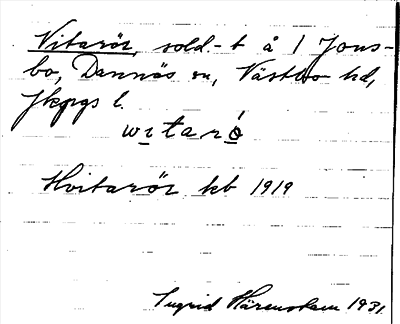 Vitarör, sold.-t å 1 Jons-
bo, Dannäs sn, Västbo hd,
Jkpgs l.
witarö
Hvitarör kb 1919
Ingrid Härenstam 1931